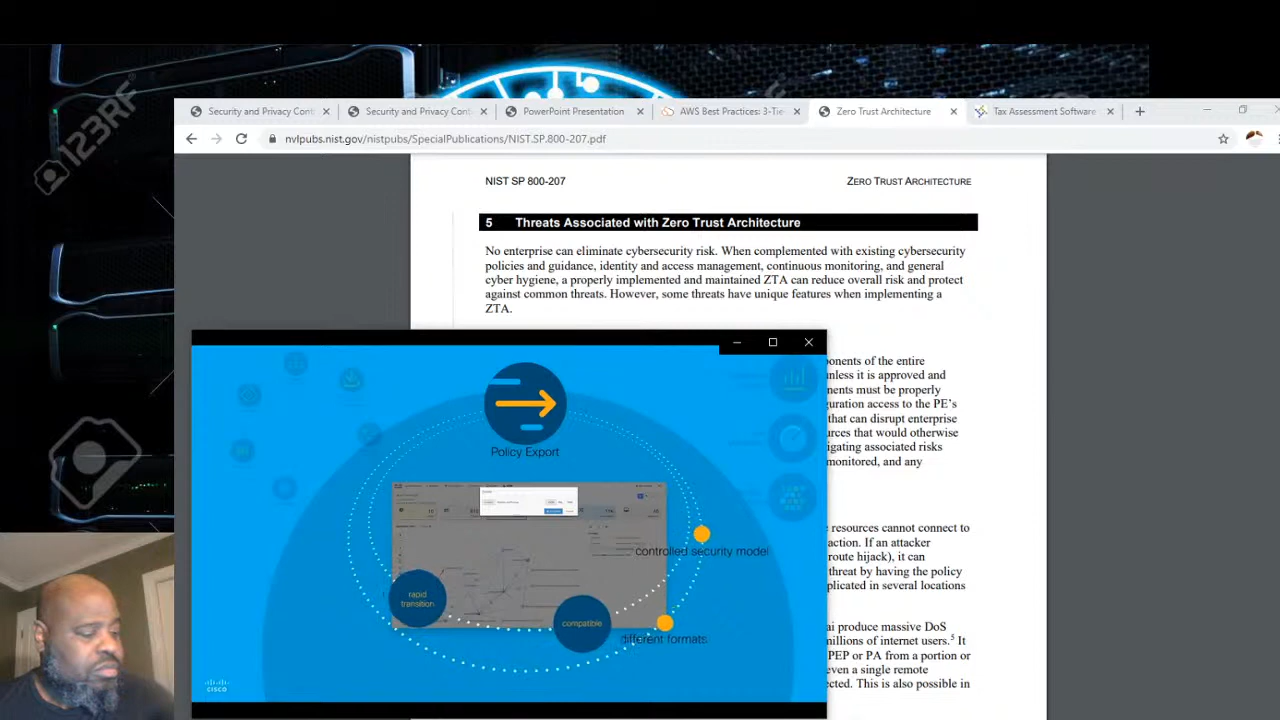 123RF
123RF
Security and Privacy Cont
Security and Privacy Cont
PowerPoint Presentation
AWS Best Practices: 3-Tie
Zero Trust Architecture
Tax Assessment Software
nvlpubs.nist.gov/nistpubs/SpecialPublications/NIST.SP.800-207.pdf
NIST SP 800-207
ZERO TRUST ARCHITECTURE
5 Threats Associated with Zero Trust Architecture
No enterprise can eliminate cybersecurity risk. When complemented with existing cybersecurity
policies and guidance, identity and access management, continuous monitoring, and general
cyber hygiene, a properly implemented and maintained ZTA can reduce overall risk and protect
against common threats. However, some threats have unique features when implementing a
ZTA.
ponents of the entire
unless it is approved and
nents must be properly
guration access to the PE's
that can disrupt enterprise
urces that would otherwise
igating associated risks
monitored, and any
e resources cannot connect to
action. If an attacker
route hijack), it can
threat by having the policy
plicated in several locations
ai produce massive DoS
millions of internet users.5 It
PEP or PA from a portion or
even a single remote
ected. This is also possible in
Policy Export
controlled security model
rapid
transition
compatible
different formats
CISCO